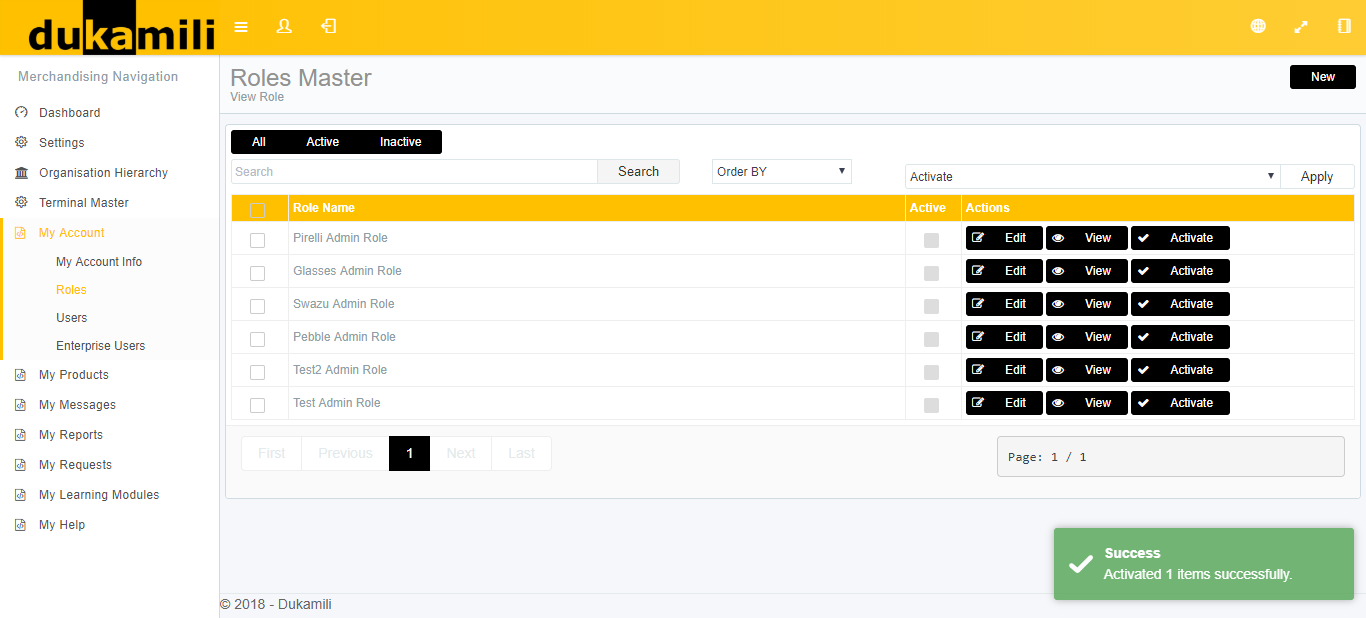 dukamili
Merchandising Navigation
Dashboard
Settings
Organisation Hierarchy
Terminal Master
My Account
My Account Info
Roles
Users
Enterprise Users
My Products
My Messages
My Reports
My Requests
My Learning Modules
My Help
Roles Master
View Role
New
All Active Inactive
Search Search Order BY Activate Apply
Role Name Active Actions
Pirelli Admin Role Edit View Activate
Glasses Admin Role Edit View Activate
Swazu Admin Role Edit View Activate
Pebble Admin Role Edit View Activate
Test2 Admin Role Edit View Activate
Test Admin Role Edit View Activate
First Previous 1 Next Last
Page: 1 / 1
Success
Activated 1 items successfully.
© 2018 - Dukamili